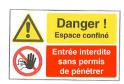 Danger !
Espace confiné
Entrée interdite
sans permis
de pénétrer